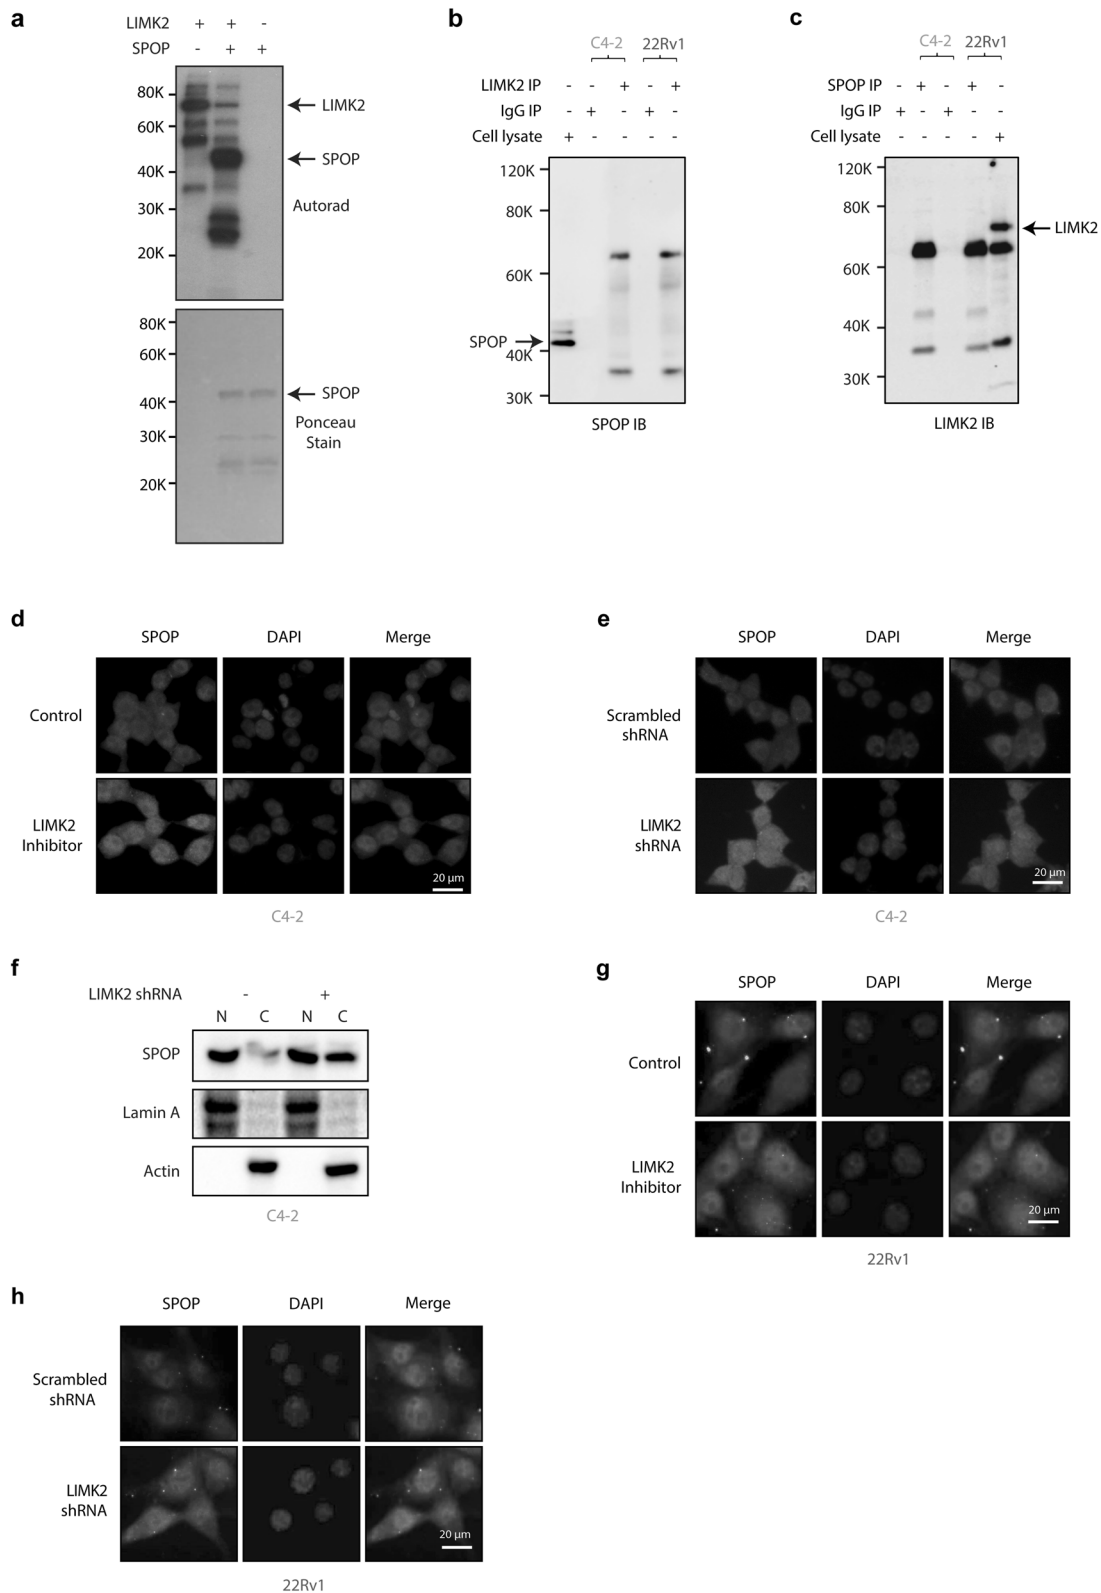 a
LIMK2 + + -
SPOP - + +
80K
60K
40K
30K
20K
LIMK2
SPOP
Autorad
80K
60K
40K
30K
20K
SPOP
Ponceau
Stain
b
C4-2 22Rv1
LIMK2 IP - - + - +
IgG IP - + - + -
Cell lysate + - - - -
120K
80K
60K
40K
30K
SPOP
SPOP IB
c
C4-2 22Rv1
SPOP IP - + - + -
IgG IP + - + - -
Cell lysate - - - - +
120K
80K
60K
40K
30K
LIMK2
LIMK2 IB
d
SPOP DAPI Merge
Control
LIMK2
Inhibitor
20 µm
C4-2
e
SPOP DAPI Merge
Scrambled
shRNA
LIMK2
shRNA
20 µm
C4-2
f
LIMK2 shRNA - +
N C N C
SPOP
Lamin A
Actin
C4-2
g
SPOP DAPI Merge
Control
LIMK2
Inhibitor
20 µm
22Rv1
h
SPOP DAPI Merge
Scrambled
shRNA
LIMK2
shRNA
20 µm
22Rv1